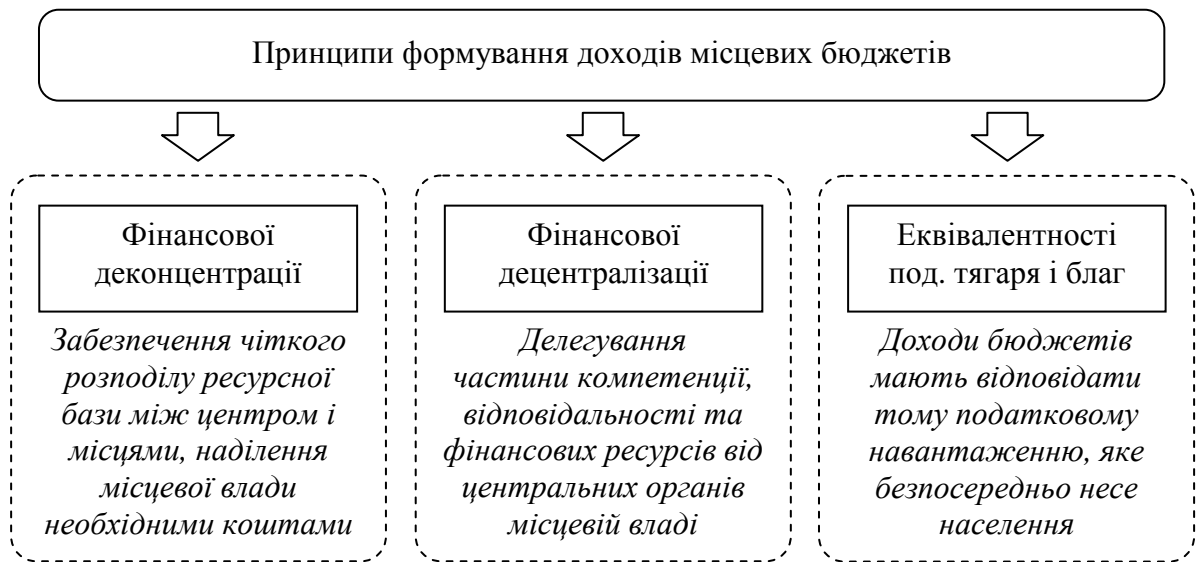 Принципи формування доходів місцевих бюджетів
Фінансової
деконцентрації
Забезпечення чіткого
розподілу ресурсної
бази між центром і
місцями, наділення
місцевої влади
необхідними коштами
Фінансової
децентралізації
Делегування
частини компетенції,
відповідальності та
фінансових ресурсів від
центральних органів
місцевій владі
Еквівалентності
под. тягаря і благ
Доходи бюджетів
мають відповідати
тому податковому
навантаженню, яке
безпосередньо несе
населення